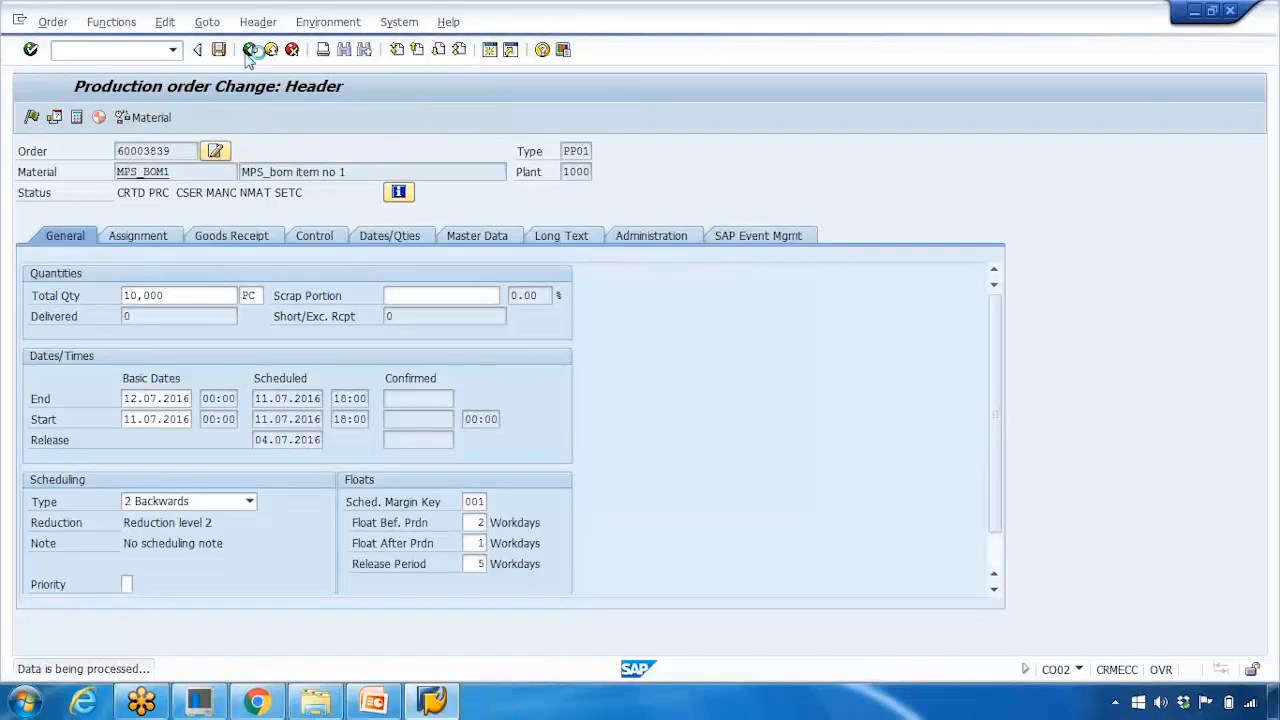 Order Functions Edit Goto Header Environment System Help
Production order Change: Header
Material
Order 60003839 Type PP01
Material MPS_BOM1 MPS_bom item no 1 Plant 1000
Status CRTD PRC CSER MANC NMAT SETC
General Assignment Goods Receipt Control Dates/Qties Master Data Long Text Administration SAP Event Mgmt
Quantities
Total Qty 10,000 PC Scrap Portion 0.00 %
Delivered 0 Short/Exc. Rcpt 0
Dates/Times
Basic Dates Scheduled Confirmed
End 12.07.2016 00:00 11.07.2016 18:00
Start 11.07.2016 00:00 11.07.2016 18:00 00:00
Release 04.07.2016
Scheduling Floats
Type 2 Backwards Sched. Margin Key 001
Reduction Reduction level 2 Float Bef. Prdn 2 Workdays
Note No scheduling note Float After Prdn 1 Workdays
Release Period 5 Workdays
Priority
Data is being processed... SAP CO02 CRMECC OVR